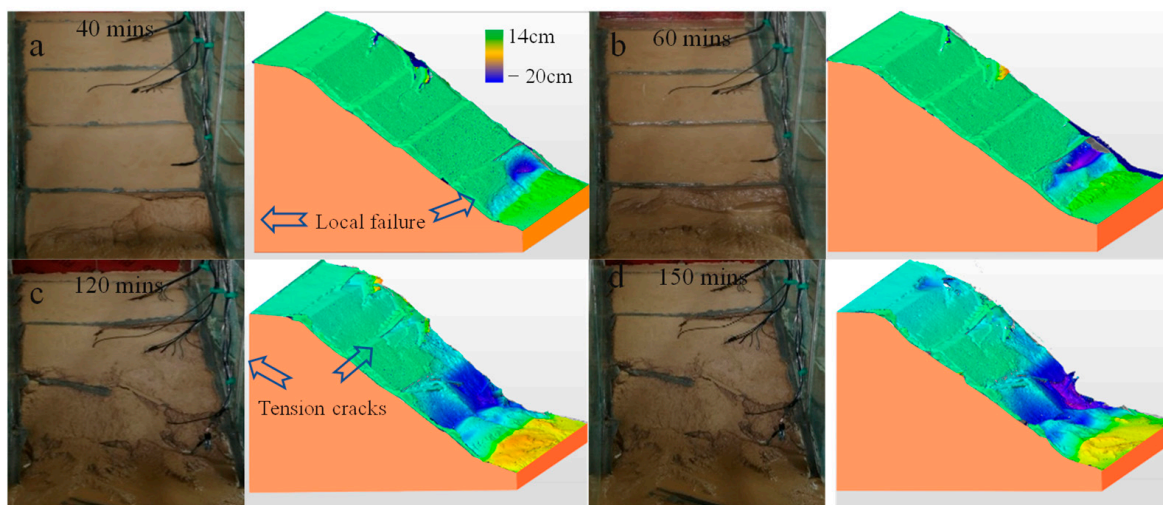 a
40 mins
14cm
− 20cm
b
60 mins
Local failure
c
120 mins
d
150 mins
Tension cracks